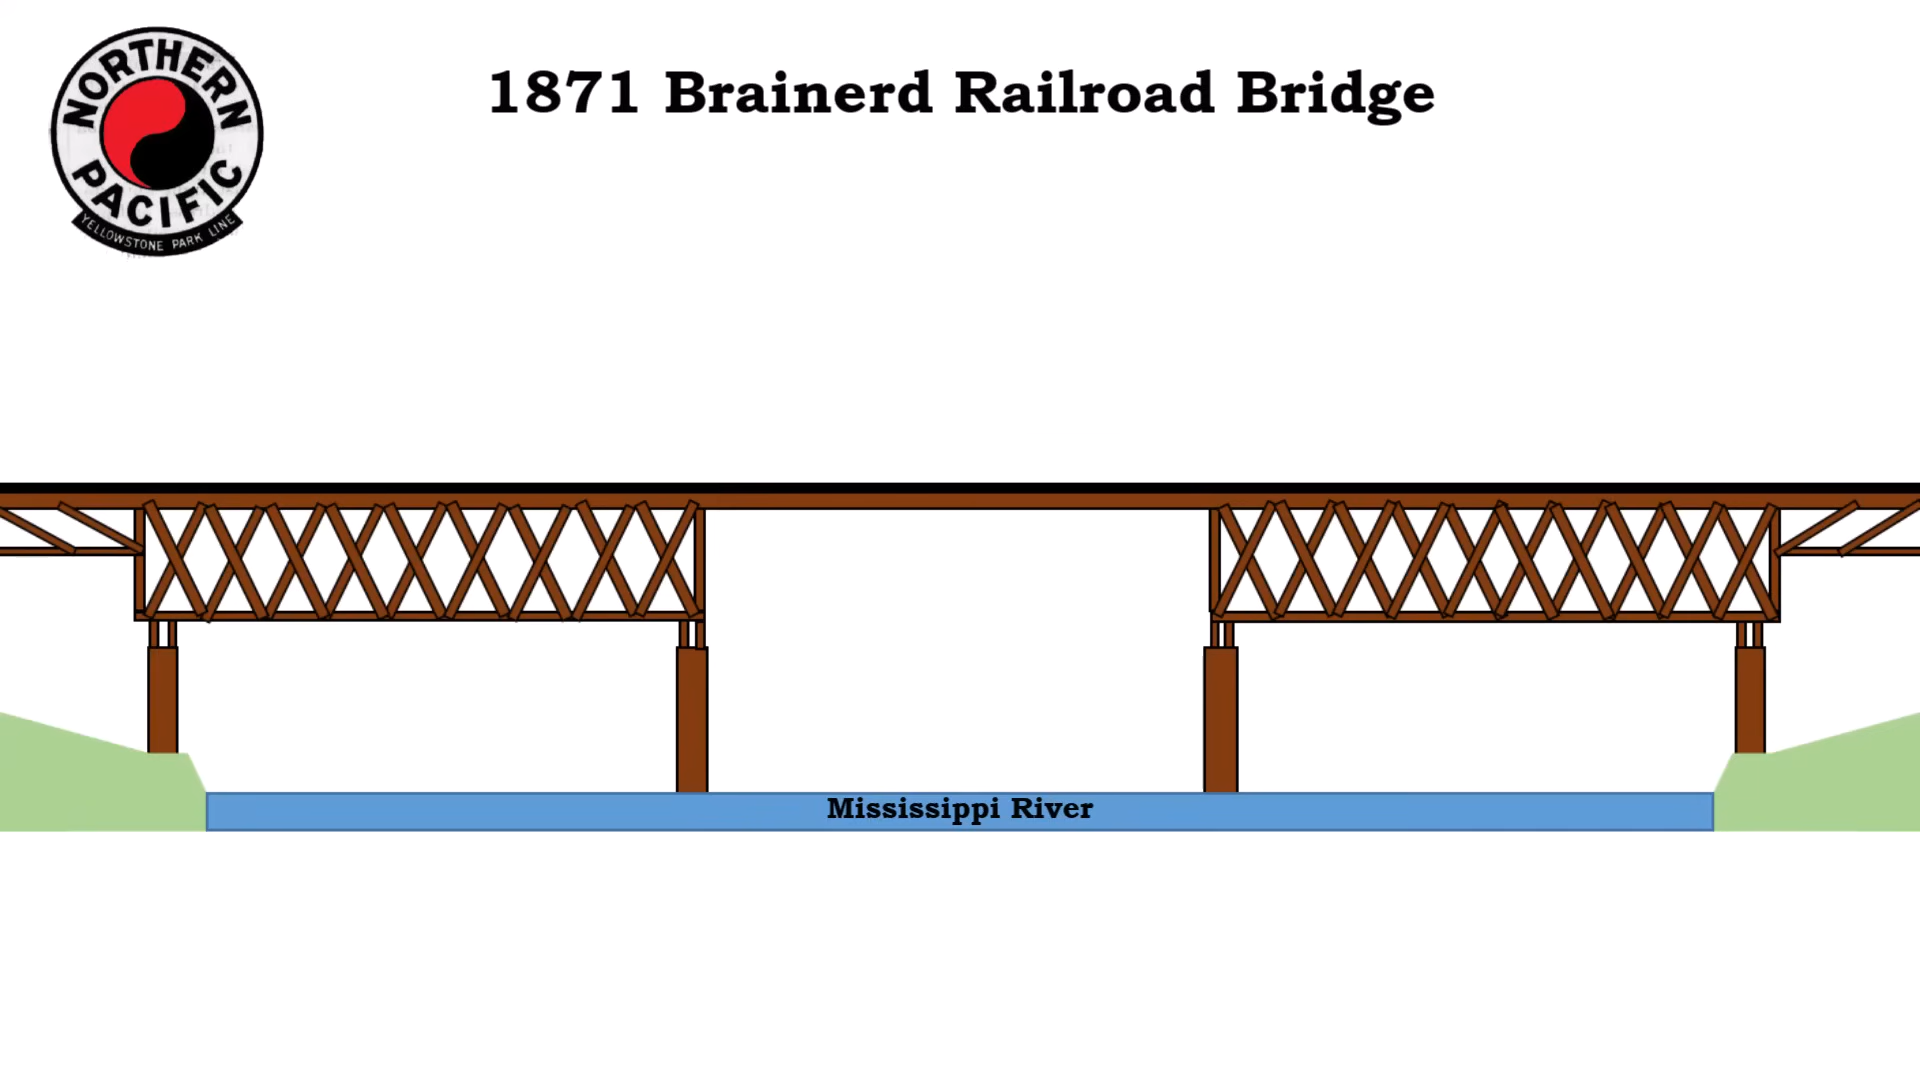 NORTHERN
PACIFIC
YELLOWSTONE PARK LINE
1871 Brainerd Railroad Bridge
Mississippi River